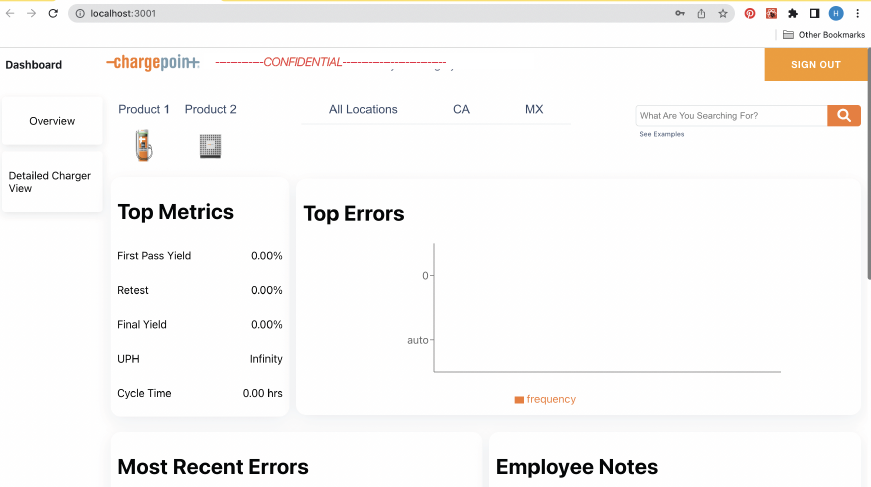 localhost:3001
H
Other Bookmarks
Dashboard
-chargepoin+.
-------------CONFIDENTIAL----------------------------
SIGN OUT
Overview
Detailed Charger
View
Product 1
Product 2
All Locations
CA
MX
What Are You Searching For?
See Examples
Top Metrics
First Pass Yield 0.00%
Retest 0.00%
Final Yield 0.00%
UPH Infinity
Cycle Time 0.00 hrs
Top Errors
0
auto
frequency
Most Recent Errors
Employee Notes